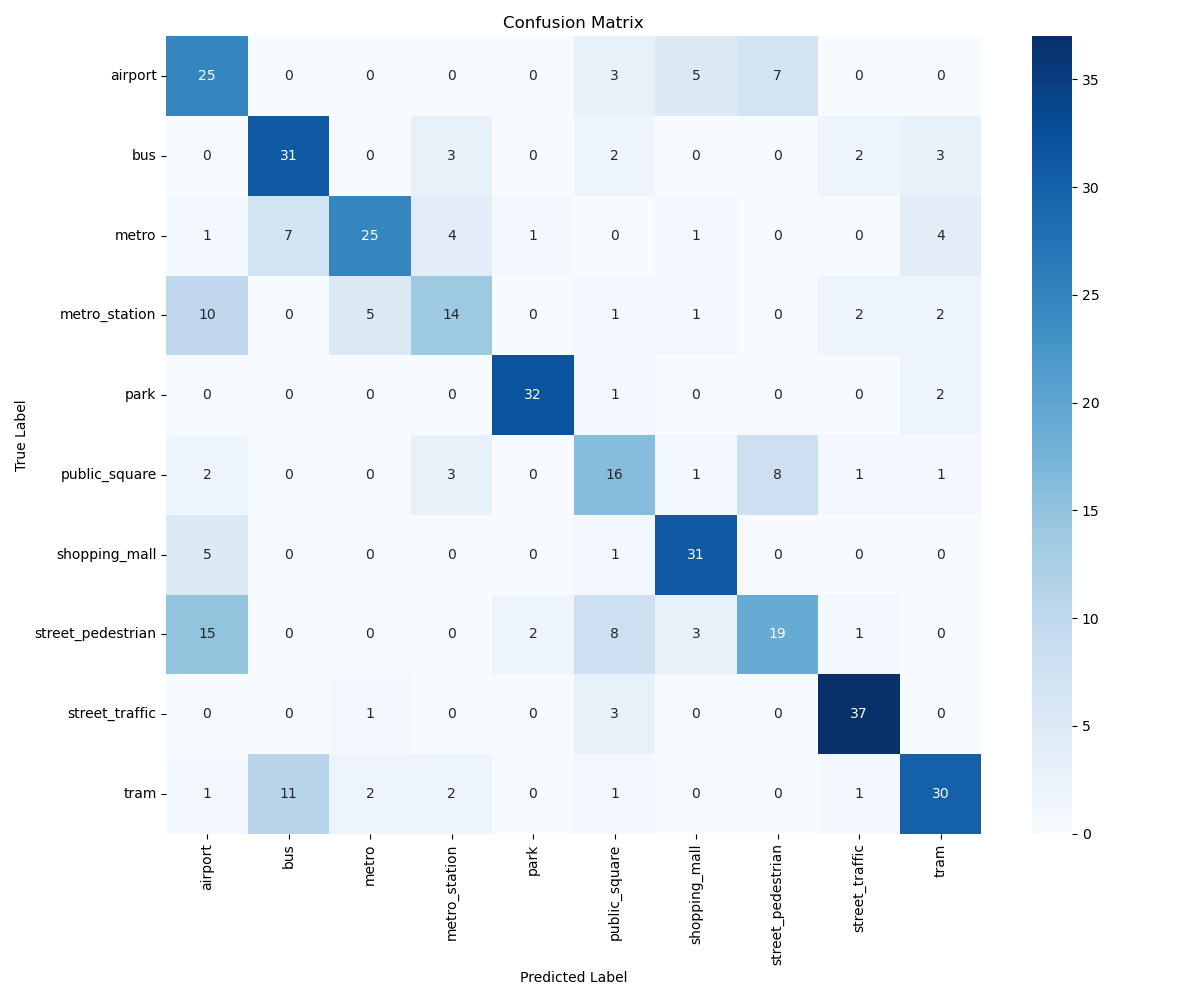 Confusion Matrix
airport 25 0 0 0 0 3 5 7 0 0
bus 0 31 0 3 0 2 0 0 2 3
metro 1 7 25 4 1 0 1 0 0 4
metro_station 10 0 5 14 0 1 1 0 2 2
park 0 0 0 0 32 1 0 0 0 2
public_square 2 0 0 3 0 16 1 8 1 1
shopping_mall 5 0 0 0 0 1 31 0 0 0
street_pedestrian 15 0 0 0 2 8 3 19 1 0
street_traffic 0 0 1 0 0 3 0 0 37 0
tram 1 11 2 2 0 1 0 0 1 30
True Label
airport bus metro metro_station park public_square shopping_mall street_pedestrian street_traffic tram
Predicted Label
35
30
25
20
15
10
5
0